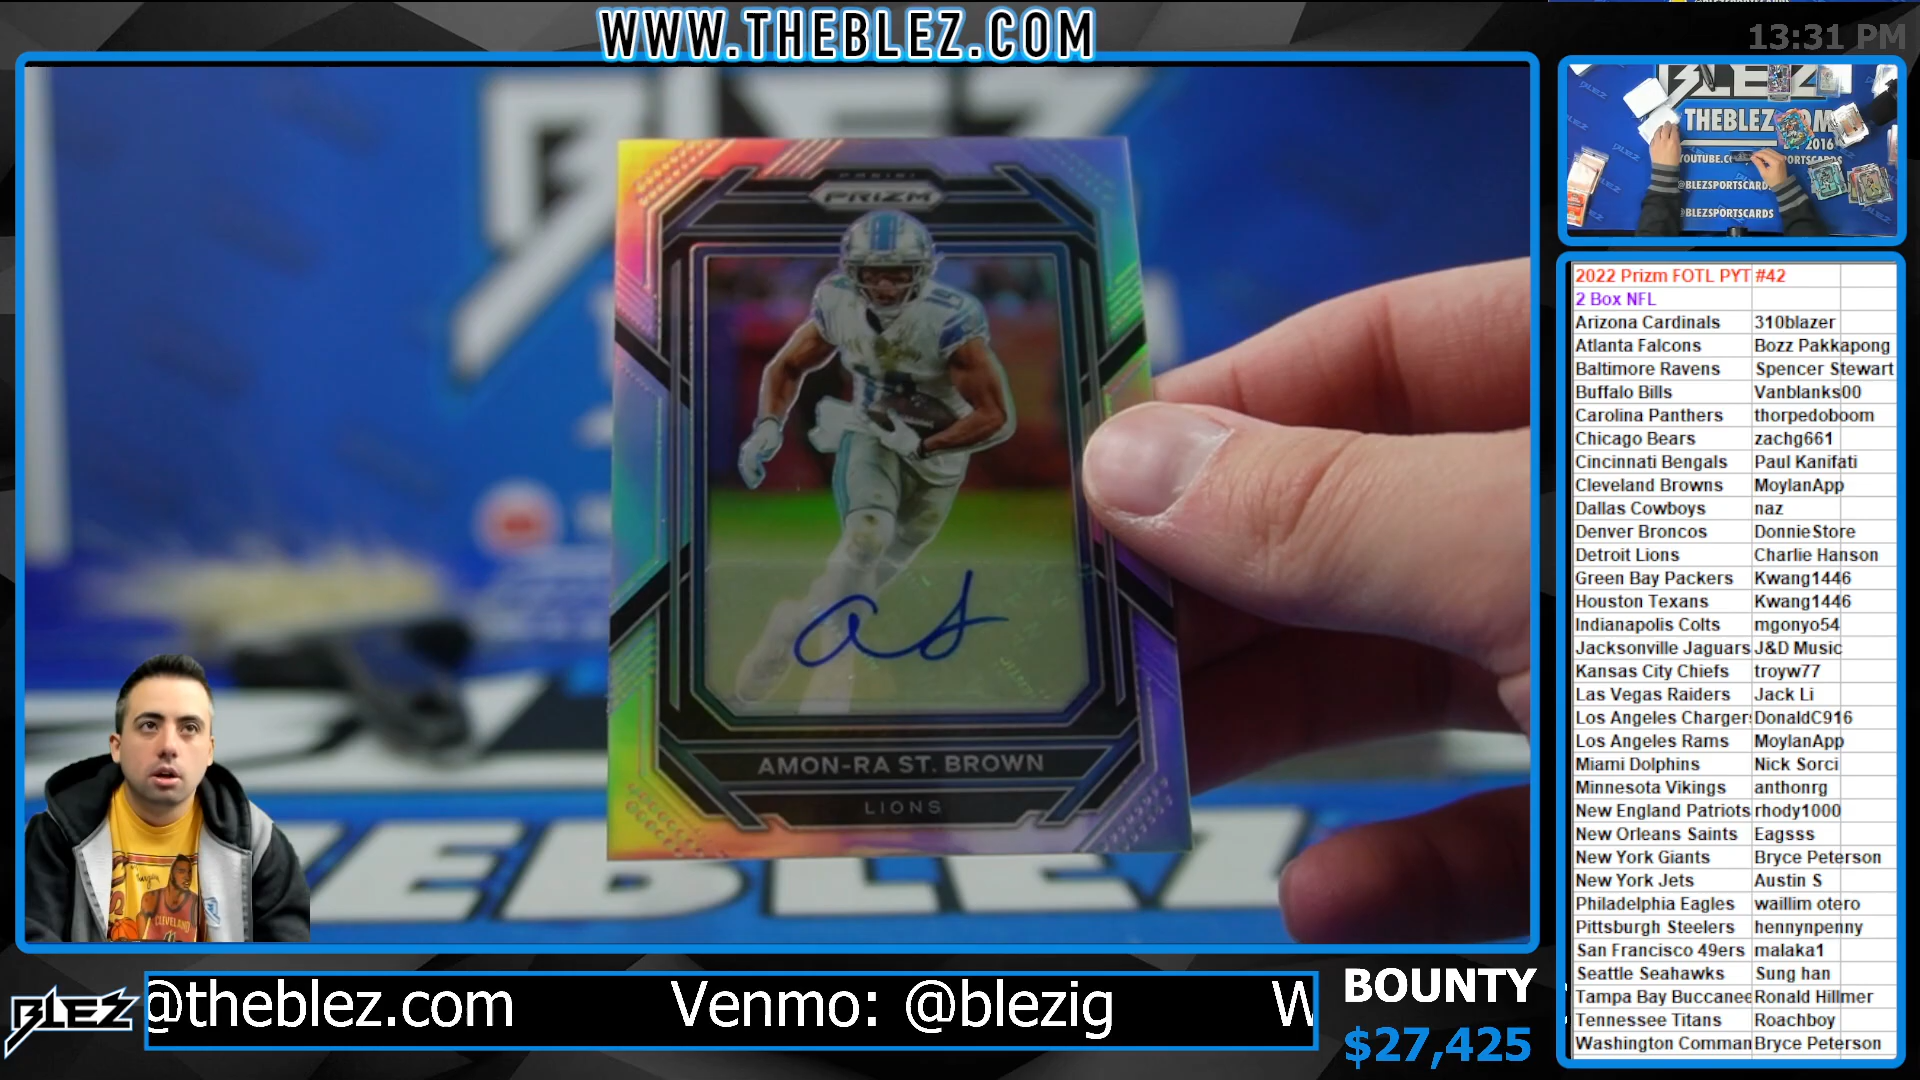 WWW.THEBLEZ.COM
13:31 PM
BLEZ
THEBLEZ
2016
@BLEZSPORTSCARDS
PANINI
PRIZM
AMON-RA ST. BROWN
LIONS
CLEVELAND
2022 Prizm FOTL PYT #42
2 Box NFL
Arizona Cardinals 310blazer
Atlanta Falcons Bozz Pakkapong
Baltimore Ravens Spencer Stewart
Buffalo Bills Vanblanks00
Carolina Panthers thorpedoboom
Chicago Bears zachg661
Cincinnati Bengals Paul Kanifati
Cleveland Browns MoylanApp
Dallas Cowboys naz
Denver Broncos DonnieStore
Detroit Lions Charlie Hanson
Green Bay Packers Kwang1446
Houston Texans Kwang1446
Indianapolis Colts mgonyo54
Jacksonville Jaguars J&D Music
Kansas City Chiefs troyw77
Las Vegas Raiders Jack Li
Los Angeles Charger DonaldC916
Los Angeles Rams MoylanApp
Miami Dolphins Nick Sorci
Minnesota Vikings anthonrg
New England Patriots rhody1000
New Orleans Saints Eagsss
New York Giants Bryce Peterson
New York Jets Austin S
Philadelphia Eagles waillim otero
Pittsburgh Steelers hennynpenny
San Francisco 49ers malaka1
Seattle Seahawks Sung han
Tampa Bay Buccanee Ronald Hillmer
Tennessee Titans Roachboy
Washington Comman Bryce Peterson
BLEZ
@theblez.com Venmo: @blezig W
BOUNTY
$27,425